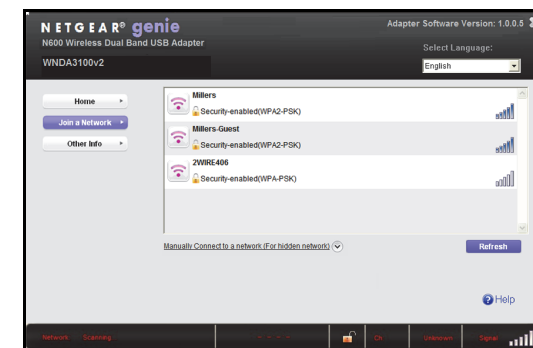 NETGEAR® genie
Adapter Software Version: 1.0.0.5
N600 Wireless Dual Band USB Adapter
Select Language:
WNDA3100v2
English
Home
Join a Network
Other Info
Millers
Security-enabled(WPA2-PSK)
Millers-Guest
Security-enabled(WPA2-PSK)
2WIRE406
Security-enabled(WPA-PSK)
Manually Connect to a network (For hidden network)
Refresh
? Help
Network Scanning
- - - -
Ch
Unknown
Signal